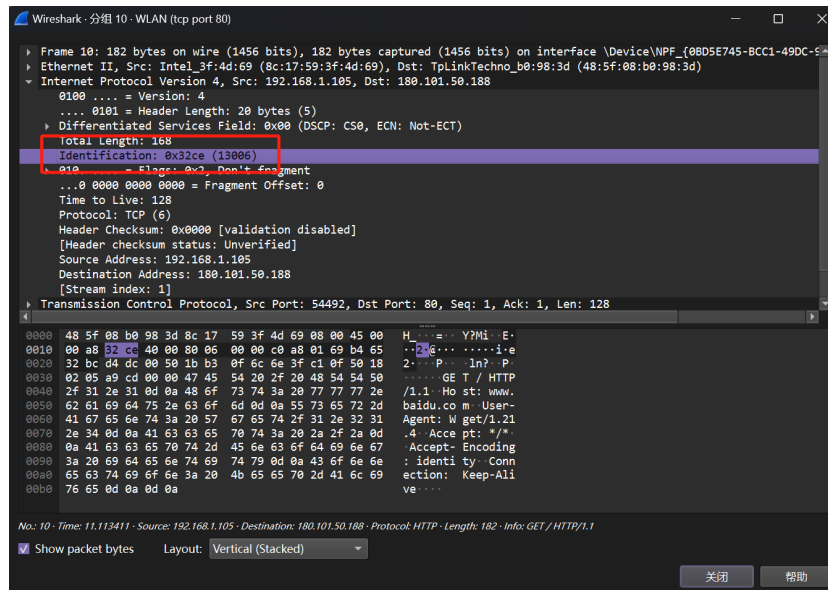 Wireshark · 分组 10 · WLAN (tcp port 80)
Frame 10: 182 bytes on wire (1456 bits), 182 bytes captured (1456 bits) on interface \Device\NPF_{0BD5E745-BCC1-49DC-9
Ethernet II, Src: Intel_3f:4d:69 (8c:17:59:3f:4d:69), Dst: TpLinkTechno_b0:98:3d (48:5f:08:b0:98:3d)
Internet Protocol Version 4, Src: 192.168.1.105, Dst: 180.101.50.188
0100 .... = Version: 4
.... 0101 = Header Length: 20 bytes (5)
Differentiated Services Field: 0x00 (DSCP: CS0, ECN: Not-ECT)
Total Length: 168
Identification: 0x32ce (13006)
010. .... = Flags: 0x2, Don't fragment
...0 0000 0000 0000 = Fragment Offset: 0
Time to Live: 128
Protocol: TCP (6)
Header Checksum: 0x0000 [validation disabled]
[Header checksum status: Unverified]
Source Address: 192.168.1.105
Destination Address: 180.101.50.188
[Stream index: 1]
Transmission Control Protocol, Src Port: 54492, Dst Port: 80, Seq: 1, Ack: 1, Len: 128
0000 48 5f 08 b0 98 3d 8c 17 59 3f 4d 69 08 00 45 00 H_···=·· Y?Mi··E·
0010 00 a8 32 ce 40 00 80 06 00 00 c0 a8 01 69 b4 65 ··2·@··· ·····i·e
0020 32 bc d4 dc 00 50 1b b3 0f 6c 6e 3f c1 0f 50 18 2····P·· ·ln?··P·
0030 02 05 a9 cd 00 00 47 45 54 20 2f 20 48 54 54 50 ······GE T / HTTP
0040 2f 31 2e 31 0d 0a 48 6f 73 74 3a 20 77 77 77 2e /1.1··Ho st: www.
0050 62 61 69 64 75 2e 63 6f 6d 0d 0a 55 73 65 72 2d baidu.co m··User-
0060 41 67 65 6e 74 3a 20 57 67 65 74 2f 31 2e 32 31 Agent: W get/1.21
0070 2e 34 0d 0a 41 63 63 65 70 74 3a 20 2a 2f 2a 0d .4··Acce pt: */*·
0080 0a 41 63 63 65 70 74 2d 45 6e 63 6f 64 69 6e 67 ·Accept- Encoding
0090 3a 20 69 64 65 6e 74 69 74 79 0d 0a 43 6f 6e 6e : identi ty··Conn
00a0 65 63 74 69 6f 6e 3a 20 4b 65 65 70 2d 41 6c 69 ection: Keep-Ali
00b0 76 65 0d 0a 0d 0a ve····
No.: 10 · Time: 11.113411 · Source: 192.168.1.105 · Destination: 180.101.50.188 · Protocol: HTTP · Length: 182 · Info: GET / HTTP/1.1
Show packet bytes Layout: Vertical (Stacked)
关闭 帮助